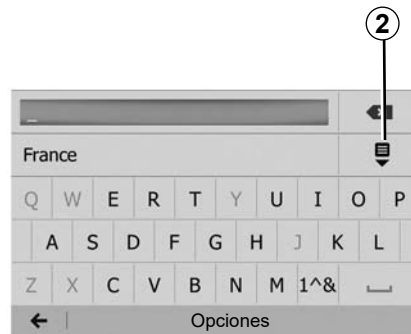 2
_
France
Q W E R T Y U I O P
A S D F G H J K L
Z X C V B N M 1^&
Opciones